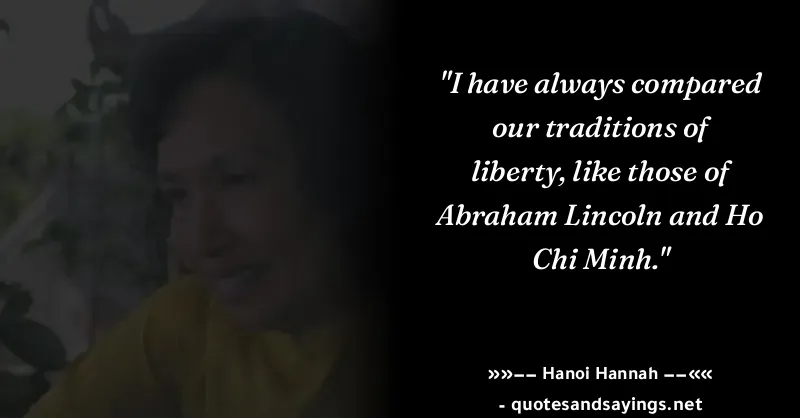 "I have always compared
our traditions of
liberty, like those of
Abraham Lincoln and Ho
Chi Minh."
»»–– Hanoi Hannah ––««
- quotesandsayings.net